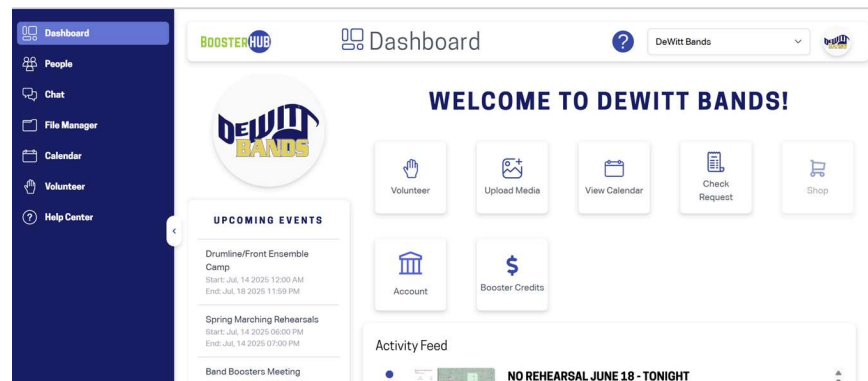 Dashboard
People
Chat
File Manager
Calendar
Volunteer
Help Center
BOOSTERHUB
Dashboard
?
DeWitt Bands
DEWITT
BANDS
WELCOME TO DEWITT BANDS!
Volunteer
Upload Media
View Calendar
Check
Request
Shop
Account
Booster Credits
UPCOMING EVENTS
Drumline/Front Ensemble
Camp
Start: Jul, 14 2025 12:00 AM
End: Jul, 18 2025 11:59 PM
Spring Marching Rehearsals
Start: Jul, 14 2025 06:00 PM
End: Jul, 14 2025 07:00 PM
Band Boosters Meeting
Activity Feed
NO REHEARSAL JUNE 18 - TONIGHT